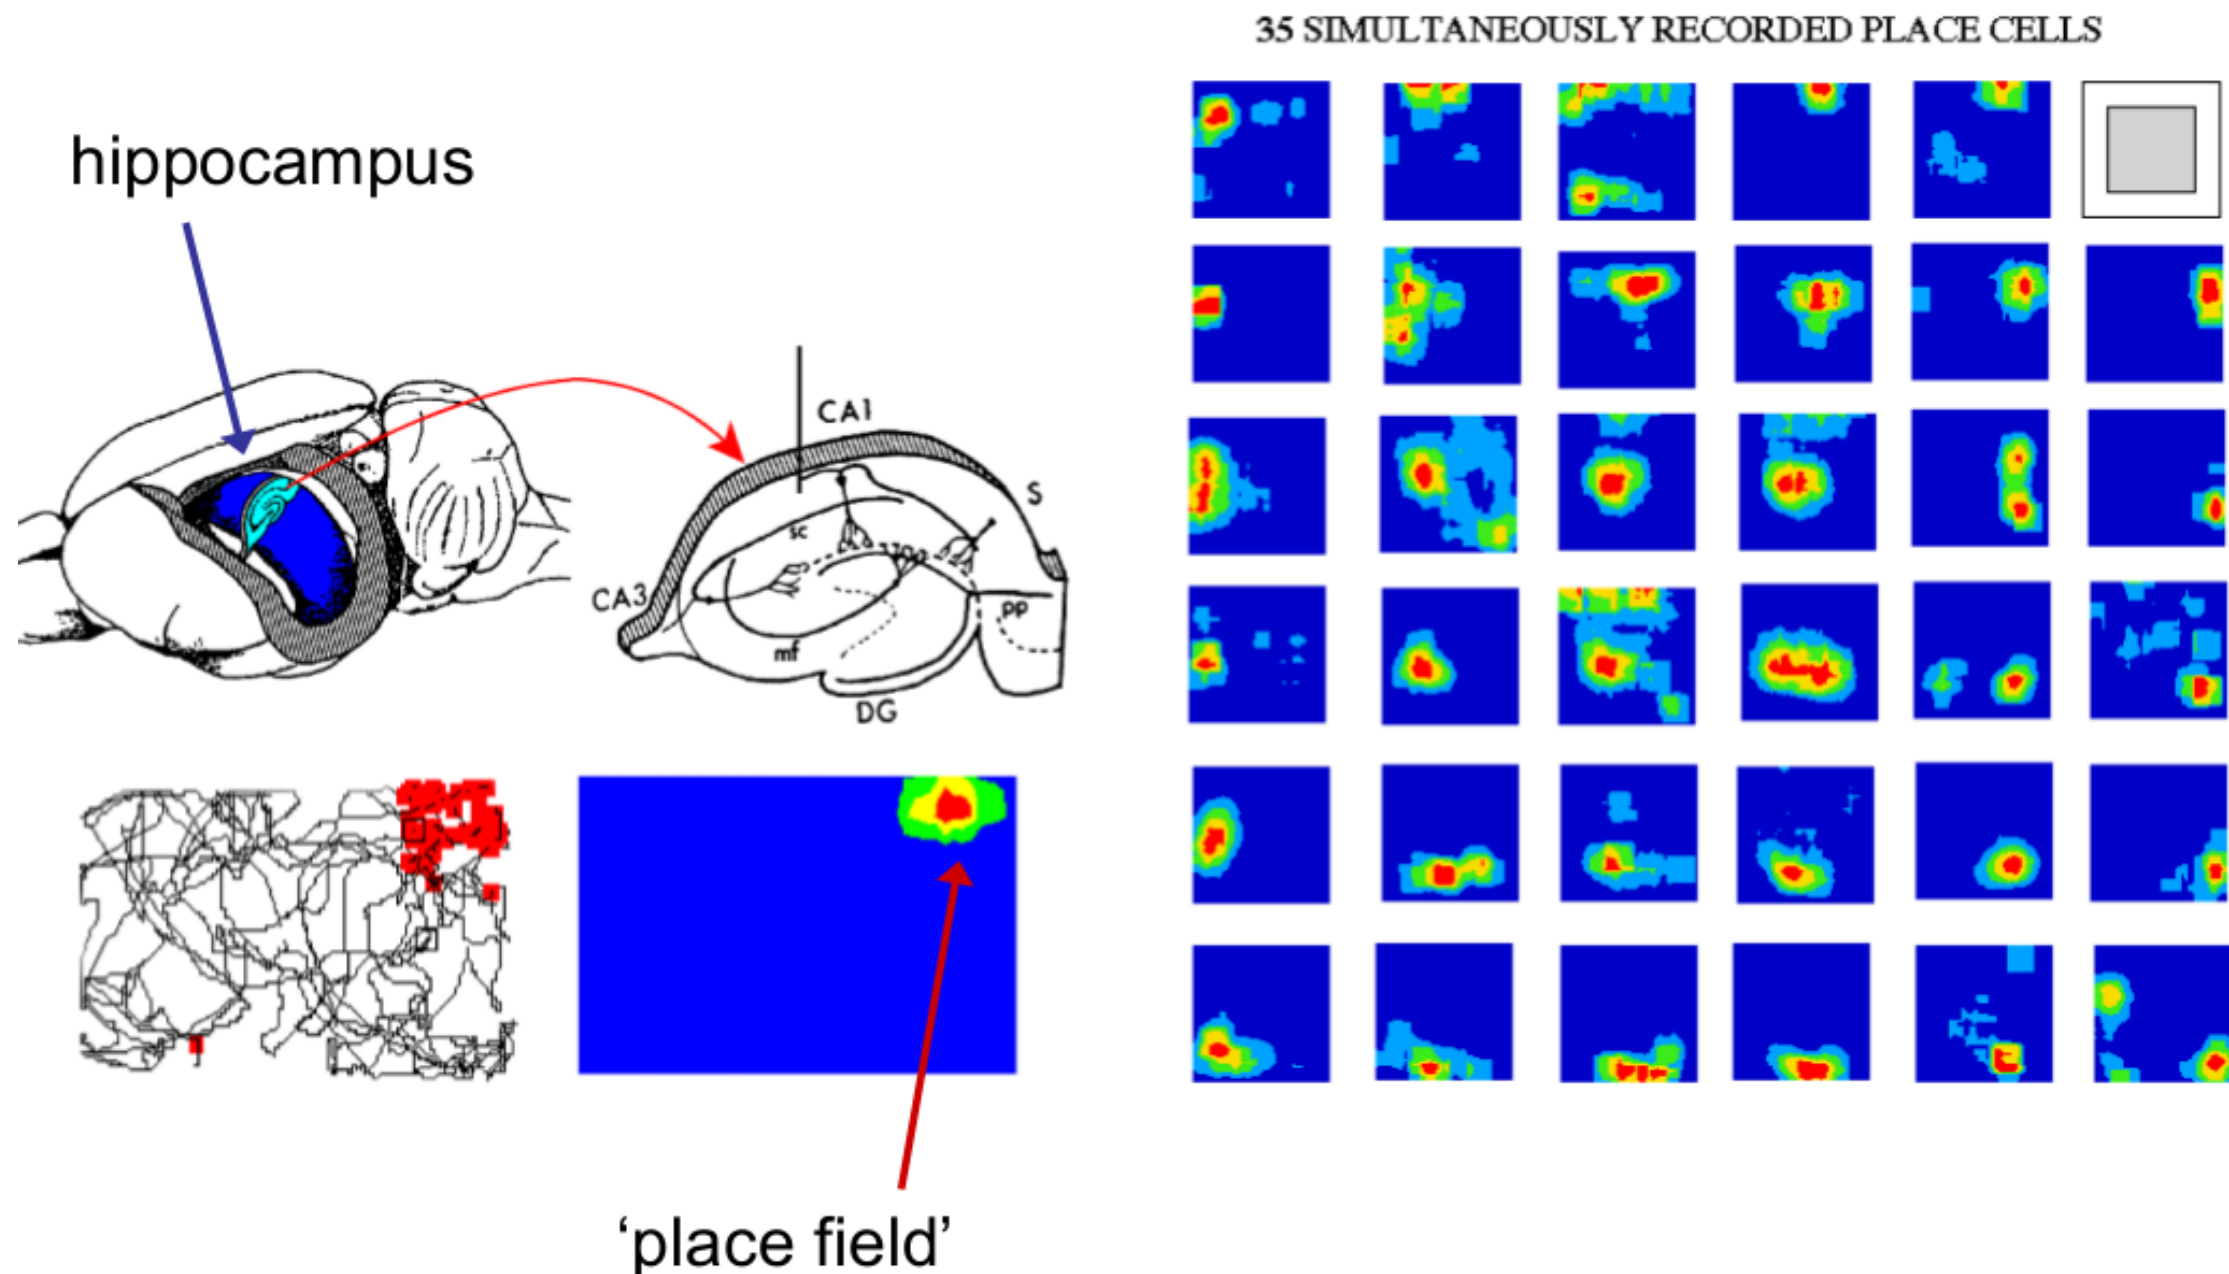 35 SIMULTANEOUSLY RECORDED PLACE CELLS
hippocampus
CA1
S
sc
CA3
pp
mf
DG
‘place field’